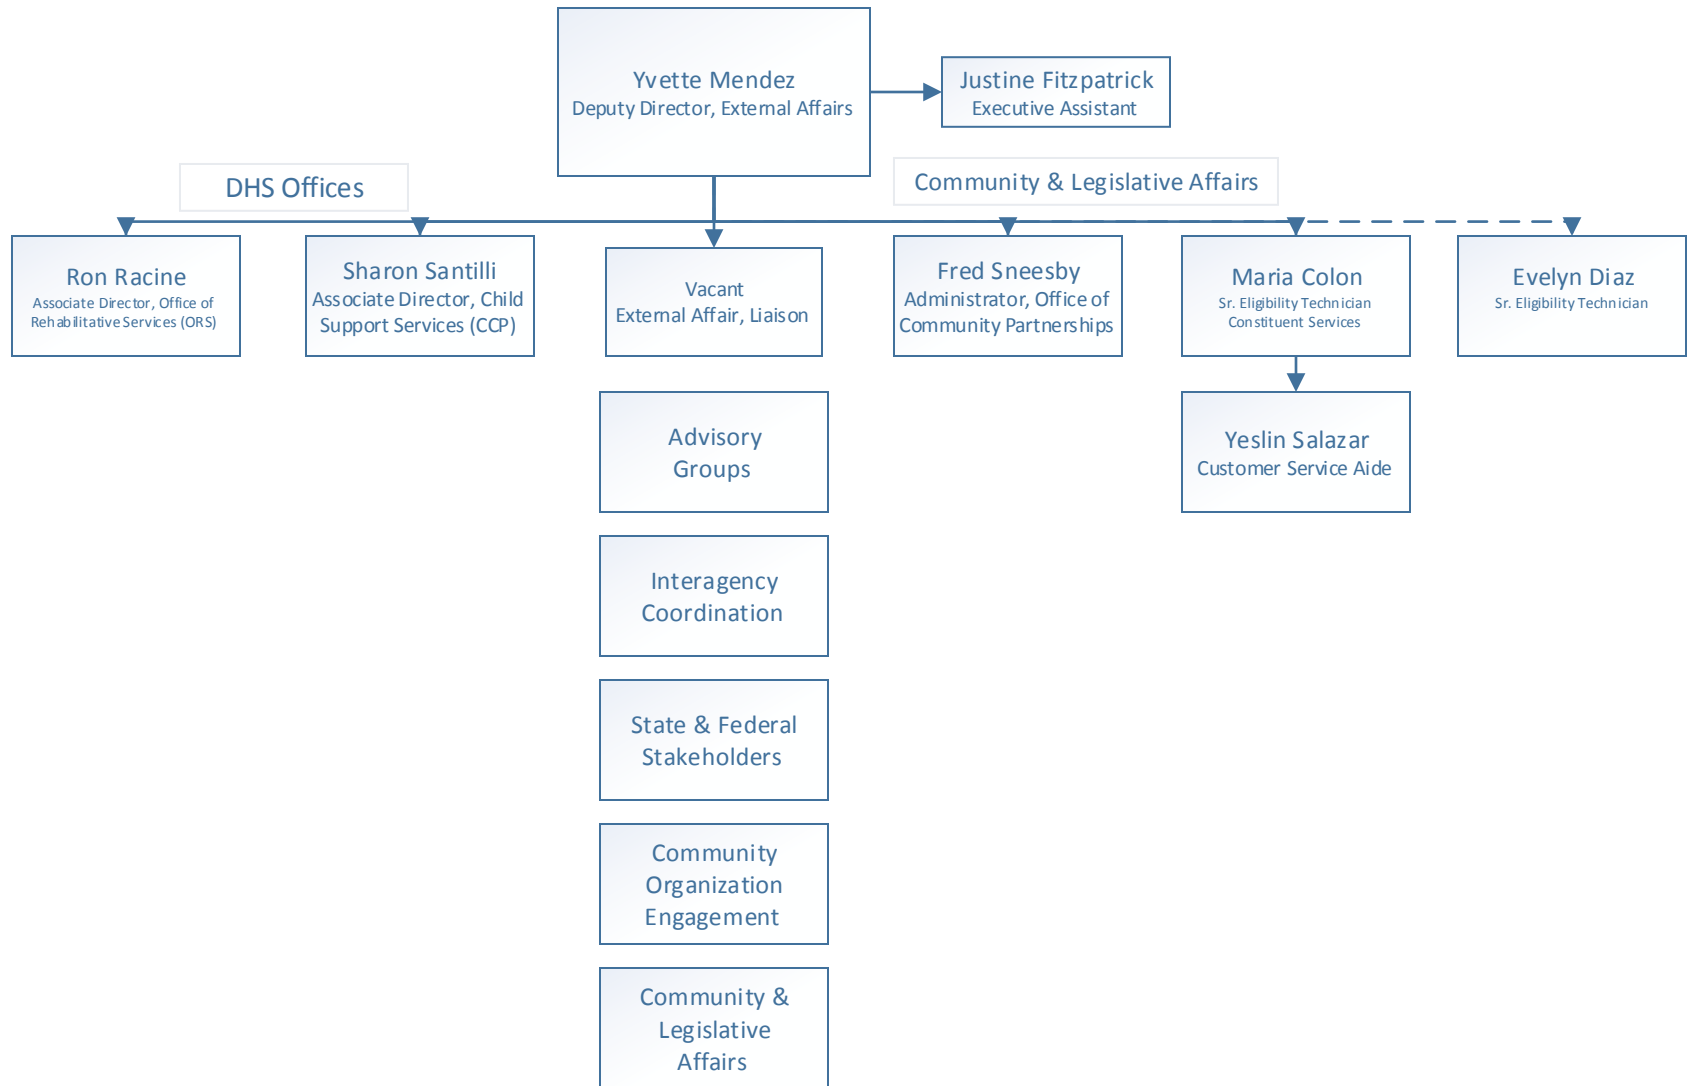 Yvette Mendez
Deputy Director, External Affairs
Justine Fitzpatrick
Executive Assistant
DHS Offices
Community & Legislative Affairs
Ron Racine
Associate Director, Office of
Rehabilitative Services (ORS)
Sharon Santilli
Associate Director, Child
Support Services (CCP)
Vacant
External Affair, Liaison
Fred Sneesby
Administrator, Office of
Community Partnerships
Maria Colon
Sr. Eligibility Technician
Constituent Services
Evelyn Diaz
Sr. Eligibility Technician
Advisory
Groups
Yeslin Salazar
Customer Service Aide
Interagency
Coordination
State & Federal
Stakeholders
Community
Organization
Engagement
Community &
Legislative
Affairs